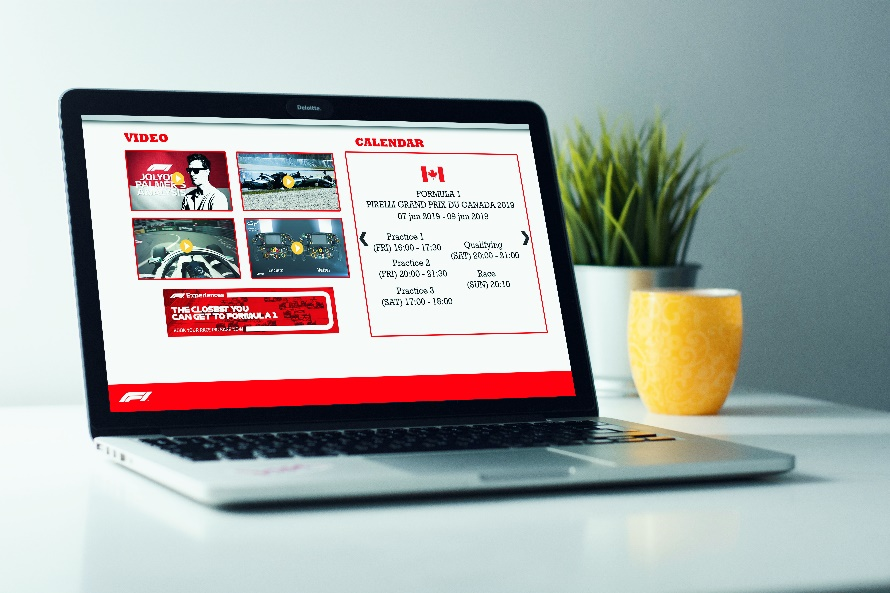 Deloitte.
VIDEO
JOLYON
PALMER'S
CALENDAR
FORMULA 1
PIRELLI GRAND PRIX DU CANADA 2019
07 jun 2019 - 09 jun 2019
Practice 1
(FRI) 16:00 - 17:30
Practice 2
(FRI) 20:00 - 21:30
Practice 3
(SAT) 17:00 - 18:00
Qualifying
(SAT) 20:00 - 21:00
Race
(SUN) 20:10
F1 Experiences
THE CLOSEST YOU
CAN GET TO FORMULA 1
F1